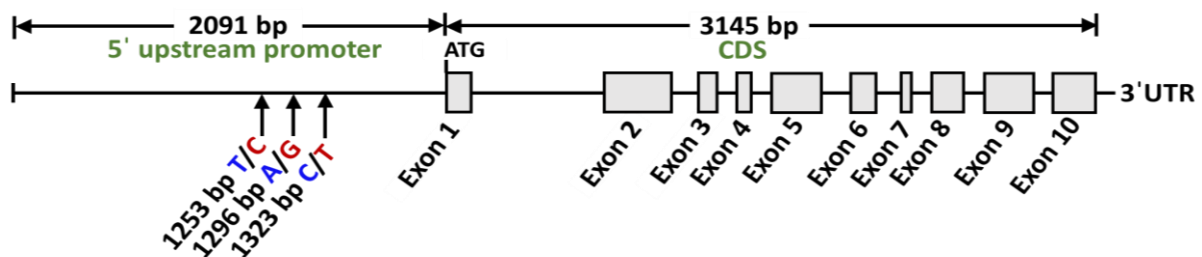 2091 bp 3145 bp
5' upstream promoter ATG CDS
3'UTR
1253 bp T/C
1296 bp A/G
1323 bp C/T
Exon 1
Exon 2
Exon 3
Exon 4
Exon 5
Exon 6
Exon 7
Exon 8
Exon 9
Exon 10